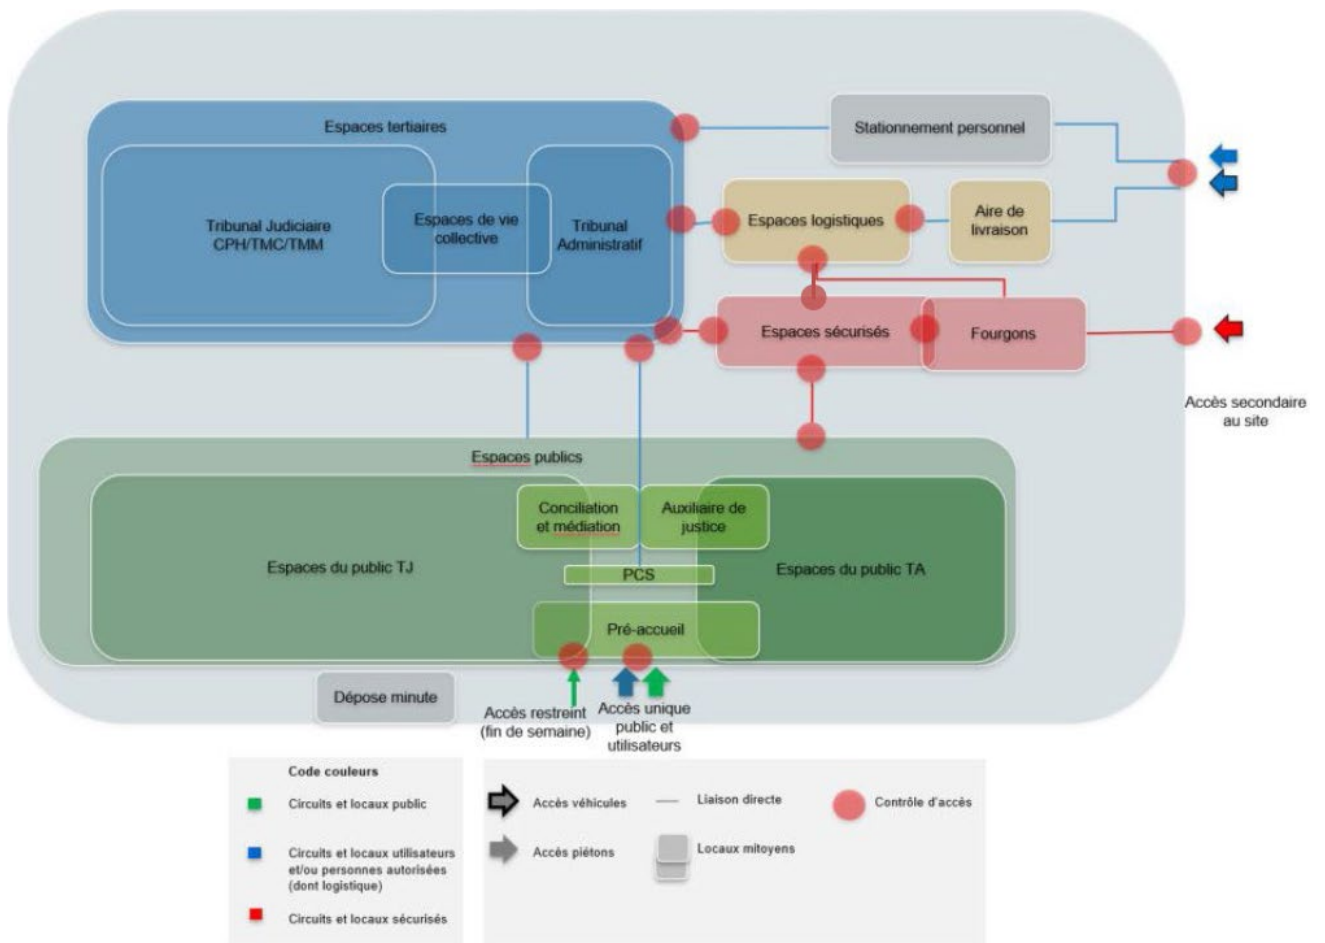 Espaces tertiaires
Stationnement personnel
Tribunal Judiciaire
CPH/TMC/TMM
Espaces de vie
collective
Tribunal
Administratif
Espaces logistiques
Aire de
livraison
Espaces sécurisés
Fourgons
Accès secondaire
au site
Espaces publics
Conciliation
et médiation
Auxiliaire de
justice
Espaces du public TJ
PCS
Espaces du public TA
Pré-accueil
Dépose minute
Accès restreint
(fin de semaine)
Accès unique
public et
utilisateurs
Code couleurs
Circuits et locaux public
Circuits et locaux utilisateurs
et/ou personnes autorisées
(dont logistique)
Circuits et locaux sécurisés
Accès véhicules
Liaison directe
Contrôle d'accès
Accès piétons
Locaux mitoyens